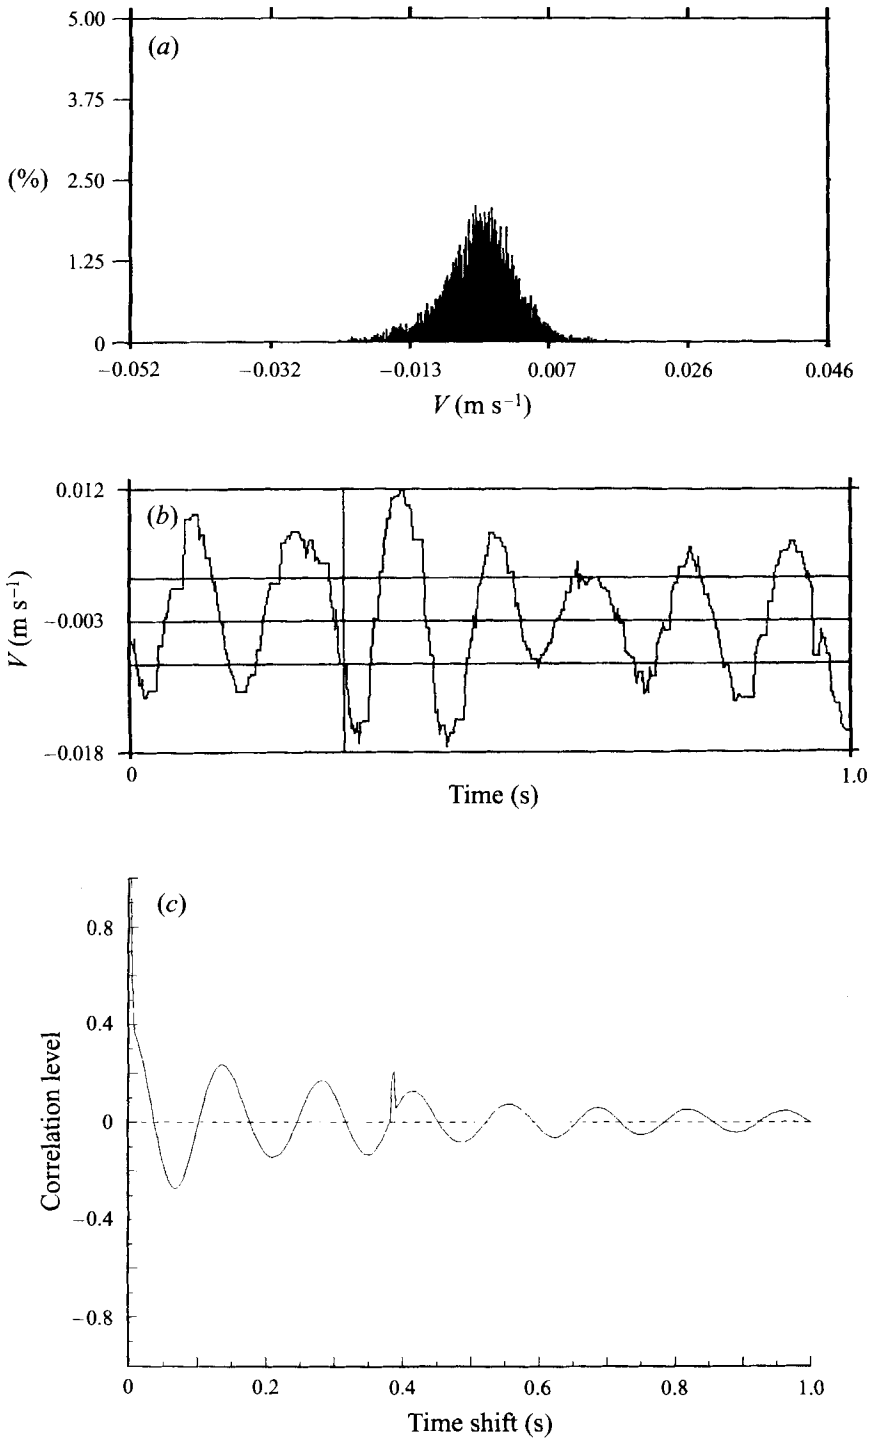 5.00
(a)
3.75
(%)
2.50
1.25
0
−0.052 −0.032 −0.013 0.007 0.026 0.046
V (m s⁻¹)
0.012
(b)
V (m s⁻¹)
−0.003
−0.018
0 1.0
Time (s)
(c)
0.8
0.4
Correlation level
0
−0.4
−0.8
0 0.2 0.4 0.6 0.8 1.0
Time shift (s)